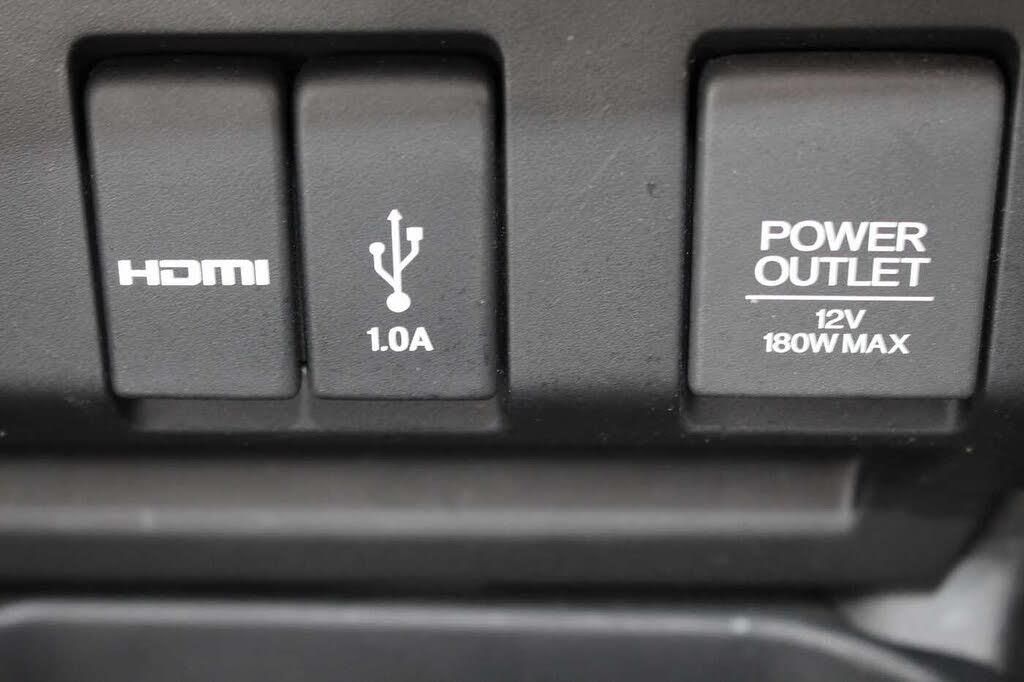 HDMI
1.0A
POWER
OUTLET
12V
180W MAX